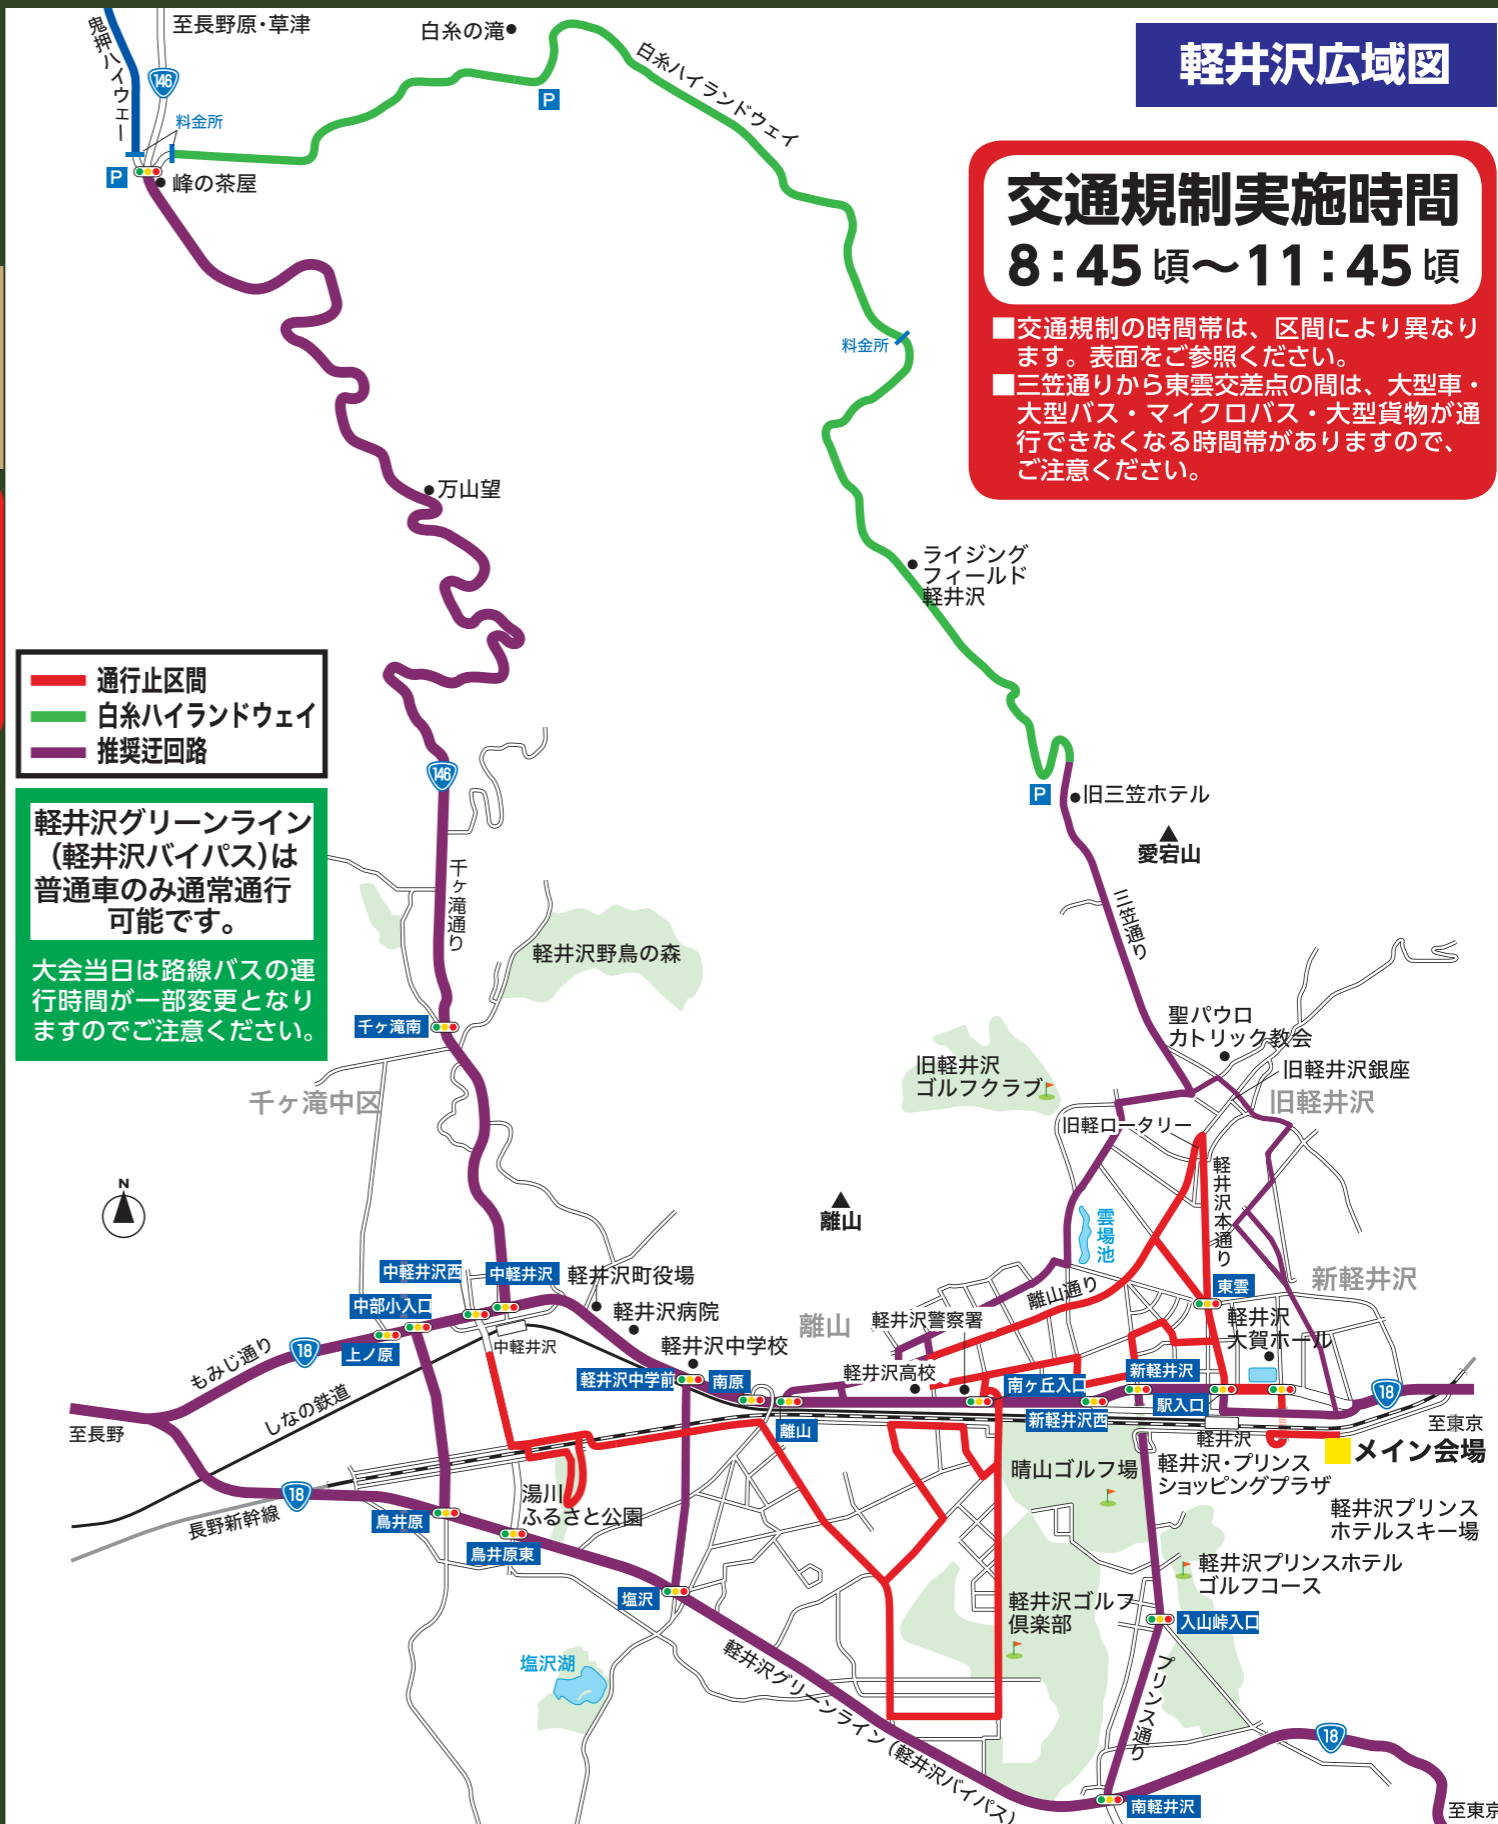 軽井沢広域図
交通規制実施時間
8：45頃～11：45頃
■交通規制の時間帯は、区間により異なり
ます。表面をご参照ください。
■三笠通りから東雲交差点の間は、大型車・
大型バス・マイクロバス・大型貨物が通
行できなくなる時間帯がありますので、
ご注意ください。
鬼押ハイウェー
至長野原・草津
146
料金所
P
峰の茶屋
白糸の滝
P
白糸ハイランドウェイ
料金所
万山望
ライジング
フィールド
軽井沢
通行止区間
白糸ハイランドウェイ
推奨迂回路
軽井沢グリーンライン
（軽井沢バイパス）は
普通車のみ通常通行
可能です。
大会当日は路線バスの運
行時間が一部変更となり
ますのでご注意ください。
146
P
旧三笠ホテル
愛宕山
千ヶ滝通り
三笠通り
軽井沢野鳥の森
千ヶ滝南
千ヶ滝中区
聖パウロ
カトリック教会
旧軽井沢
ゴルフクラブ
旧軽井沢銀座
旧軽井沢
旧軽ロータリー
軽井沢本通り
N
離山
雲場池
中軽井沢西
中軽井沢
軽井沢町役場
新軽井沢
中部小入口
離山通り
東雲
軽井沢病院
離山
軽井沢警察署
軽井沢
大賀ホール
もみじ通り
18
上ノ原
中軽井沢
軽井沢中学校
軽井沢高校
新軽井沢
軽井沢中学前
南原
南ヶ丘入口
駅入口
18
しなの鉄道
離山
新軽井沢西
至長野
軽井沢
至東京
メイン会場
晴山ゴルフ場
軽井沢・プリンス
ショッピングプラザ
18
長野新幹線
湯川
ふるさと公園
軽井沢プリンス
ホテルスキー場
鳥井原
鳥井原東
軽井沢プリンスホテル
ゴルフコース
塩沢
軽井沢ゴルフ
倶楽部
入山峠入口
塩沢湖
軽井沢グリーンライン（軽井沢バイパス）
プリンス通り
18
南軽井沢
至東京